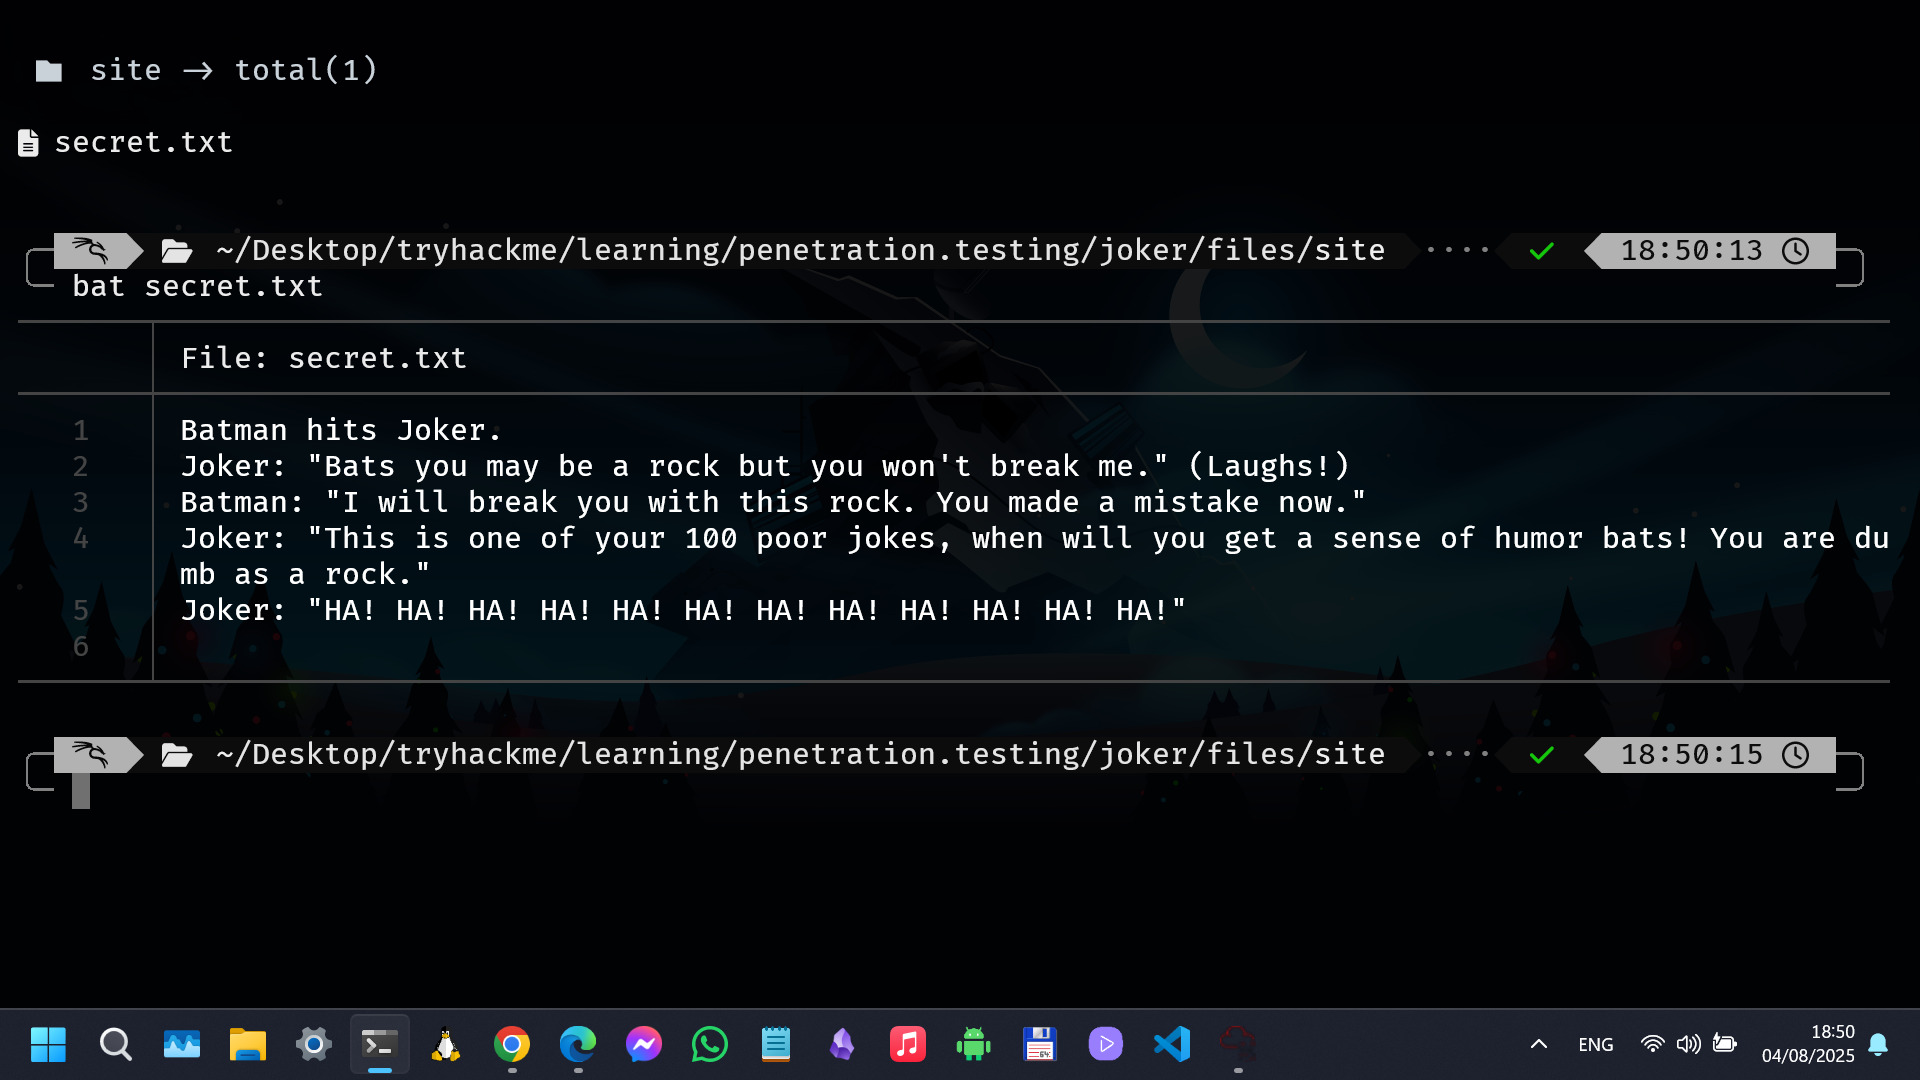 site → total(1)
secret.txt
~/Desktop/tryhackme/learning/penetration.testing/joker/files/site ···· ✓ 18:50:13
bat secret.txt
File: secret.txt
1 Batman hits Joker.
2 Joker: "Bats you may be a rock but you won't break me." (Laughs!)
3 Batman: "I will break you with this rock. You made a mistake now."
4 Joker: "This is one of your 100 poor jokes, when will you get a sense of humor bats! You are du
mb as a rock."
5 Joker: "HA! HA! HA! HA! HA! HA! HA! HA! HA! HA! HA! HA!"
6
~/Desktop/tryhackme/learning/penetration.testing/joker/files/site ···· ✓ 18:50:15
64
ENG
18:50
04/08/2025